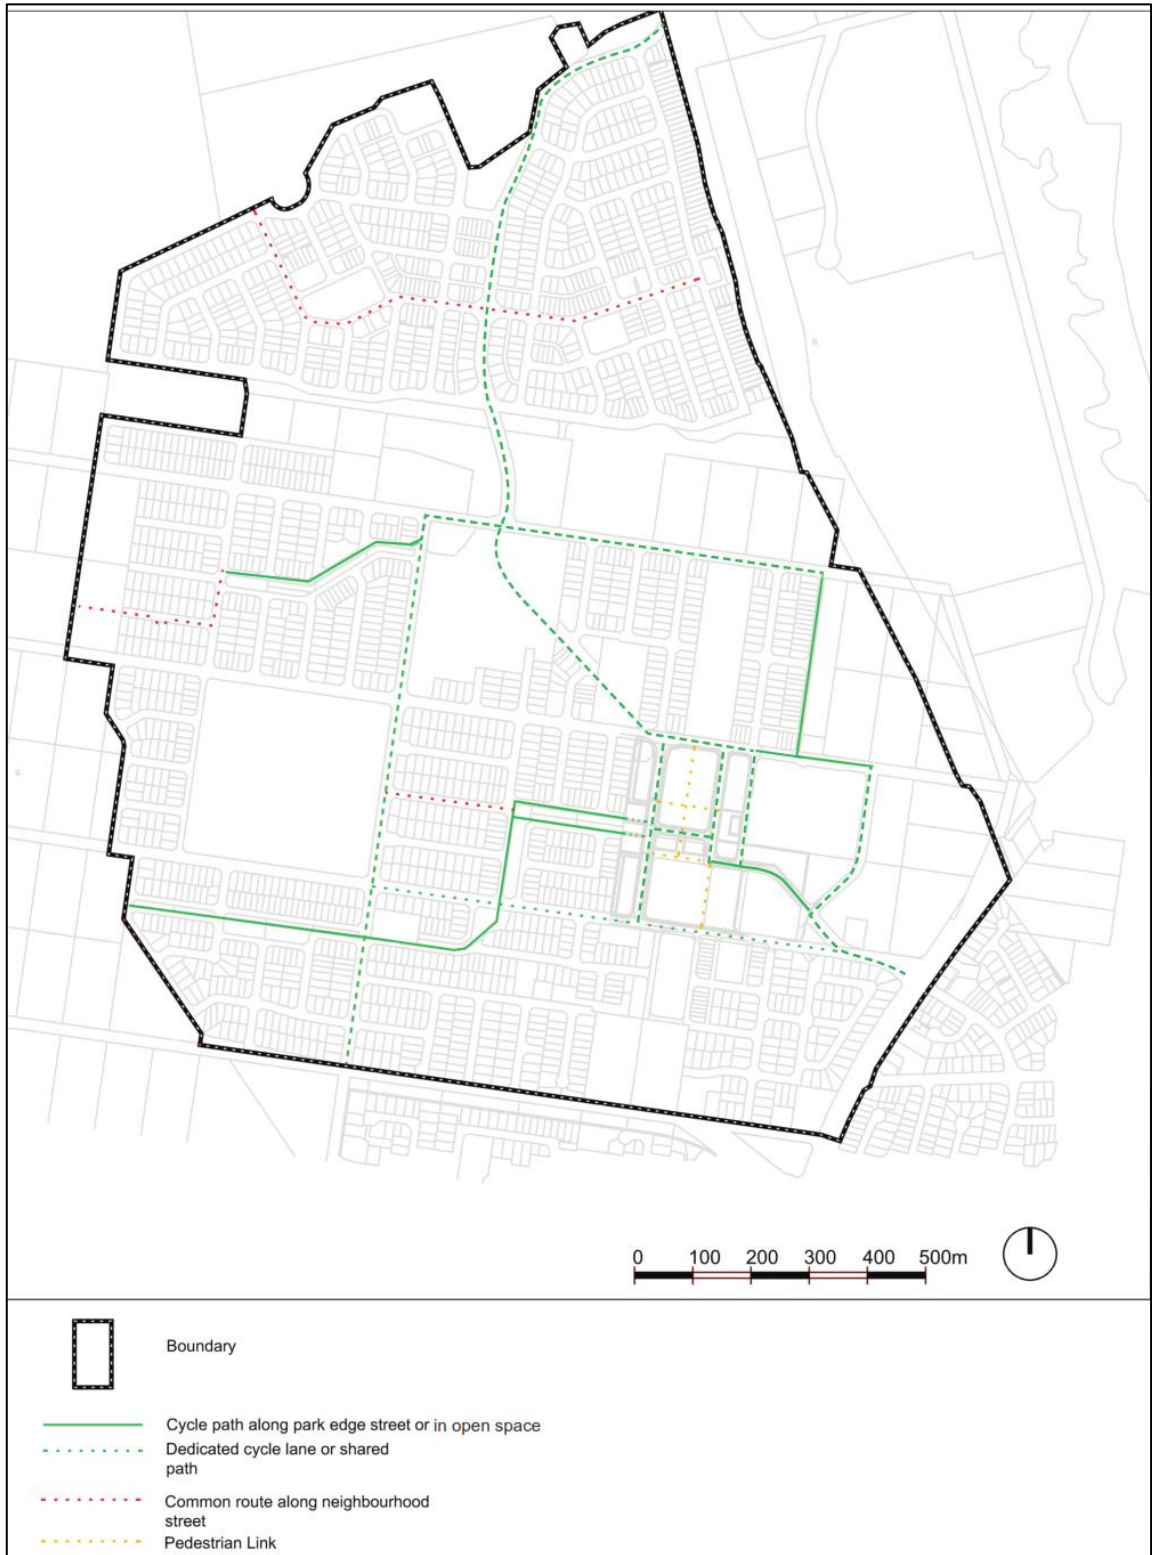 0 100 200 300 400 500m
Boundary
Cycle path along park edge street or in open space
Dedicated cycle lane or shared
path
Common route along neighbourhood
street
Pedestrian Link